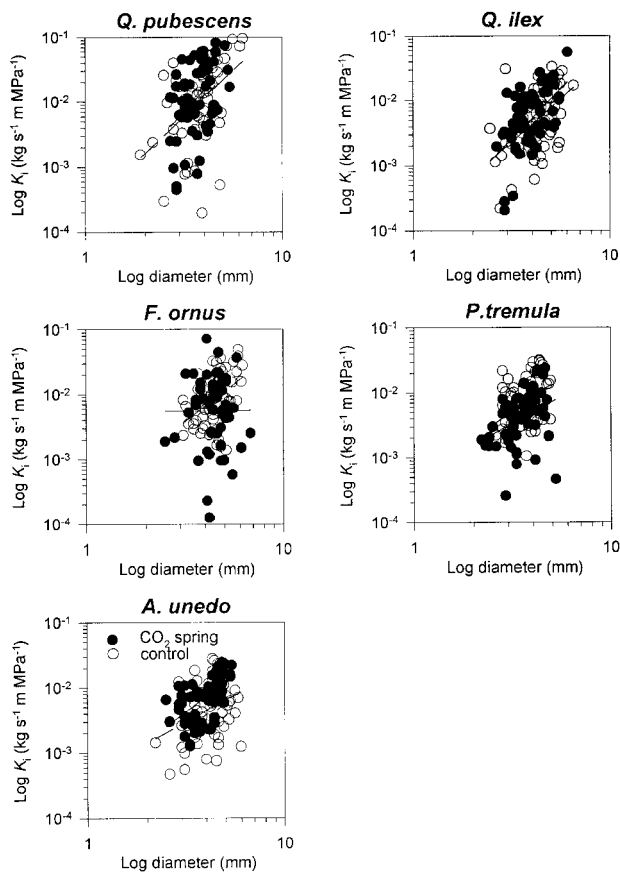 Q. pubescens
Log Kᵢ (kg s⁻¹ m MPa⁻¹)
10⁻¹
10⁻²
10⁻³
10⁻⁴
1
10
Log diameter (mm)
Q. ilex
Log Kᵢ (kg s⁻¹ m MPa⁻¹)
10⁻¹
10⁻²
10⁻³
10⁻⁴
1
10
Log diameter (mm)
F. ornus
Log Kᵢ (kg s⁻¹ m MPa⁻¹)
10⁻¹
10⁻²
10⁻³
10⁻⁴
1
10
Log diameter (mm)
P.tremula
Log Kᵢ (kg s⁻¹ m MPa⁻¹)
10⁻¹
10⁻²
10⁻³
10⁻⁴
1
10
Log diameter (mm)
A. unedo
CO₂ spring
control
Log Kᵢ (kg s⁻¹ m MPa⁻¹)
10⁻¹
10⁻²
10⁻³
10⁻⁴
1
10
Log diameter (mm)